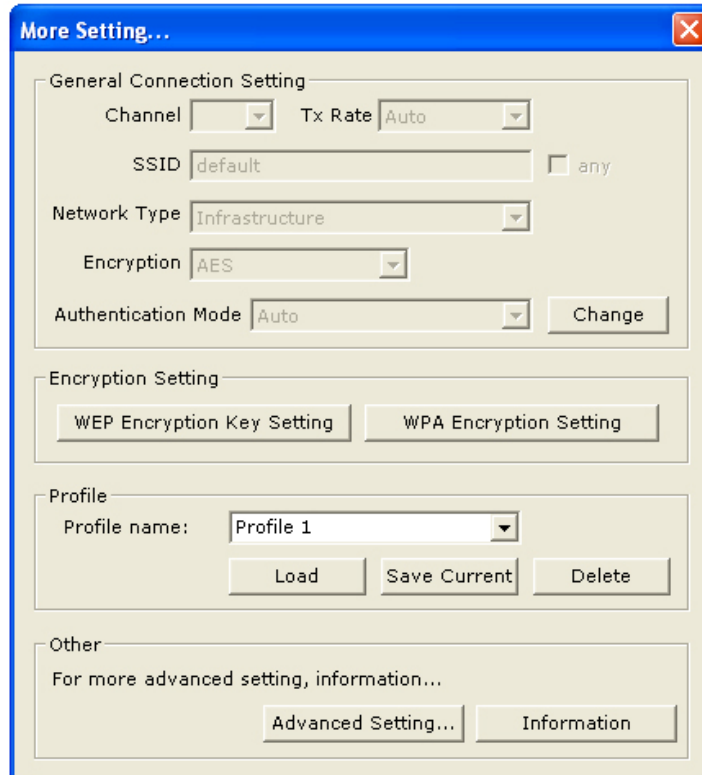 More Setting...
General Connection Setting
Channel Tx Rate Auto
SSID default any
Network Type Infrastructure
Encryption AES
Authentication Mode Auto Change
Encryption Setting
WEP Encryption Key Setting WPA Encryption Setting
Profile
Profile name: Profile 1
Load Save Current Delete
Other
For more advanced setting, information...
Advanced Setting... Information